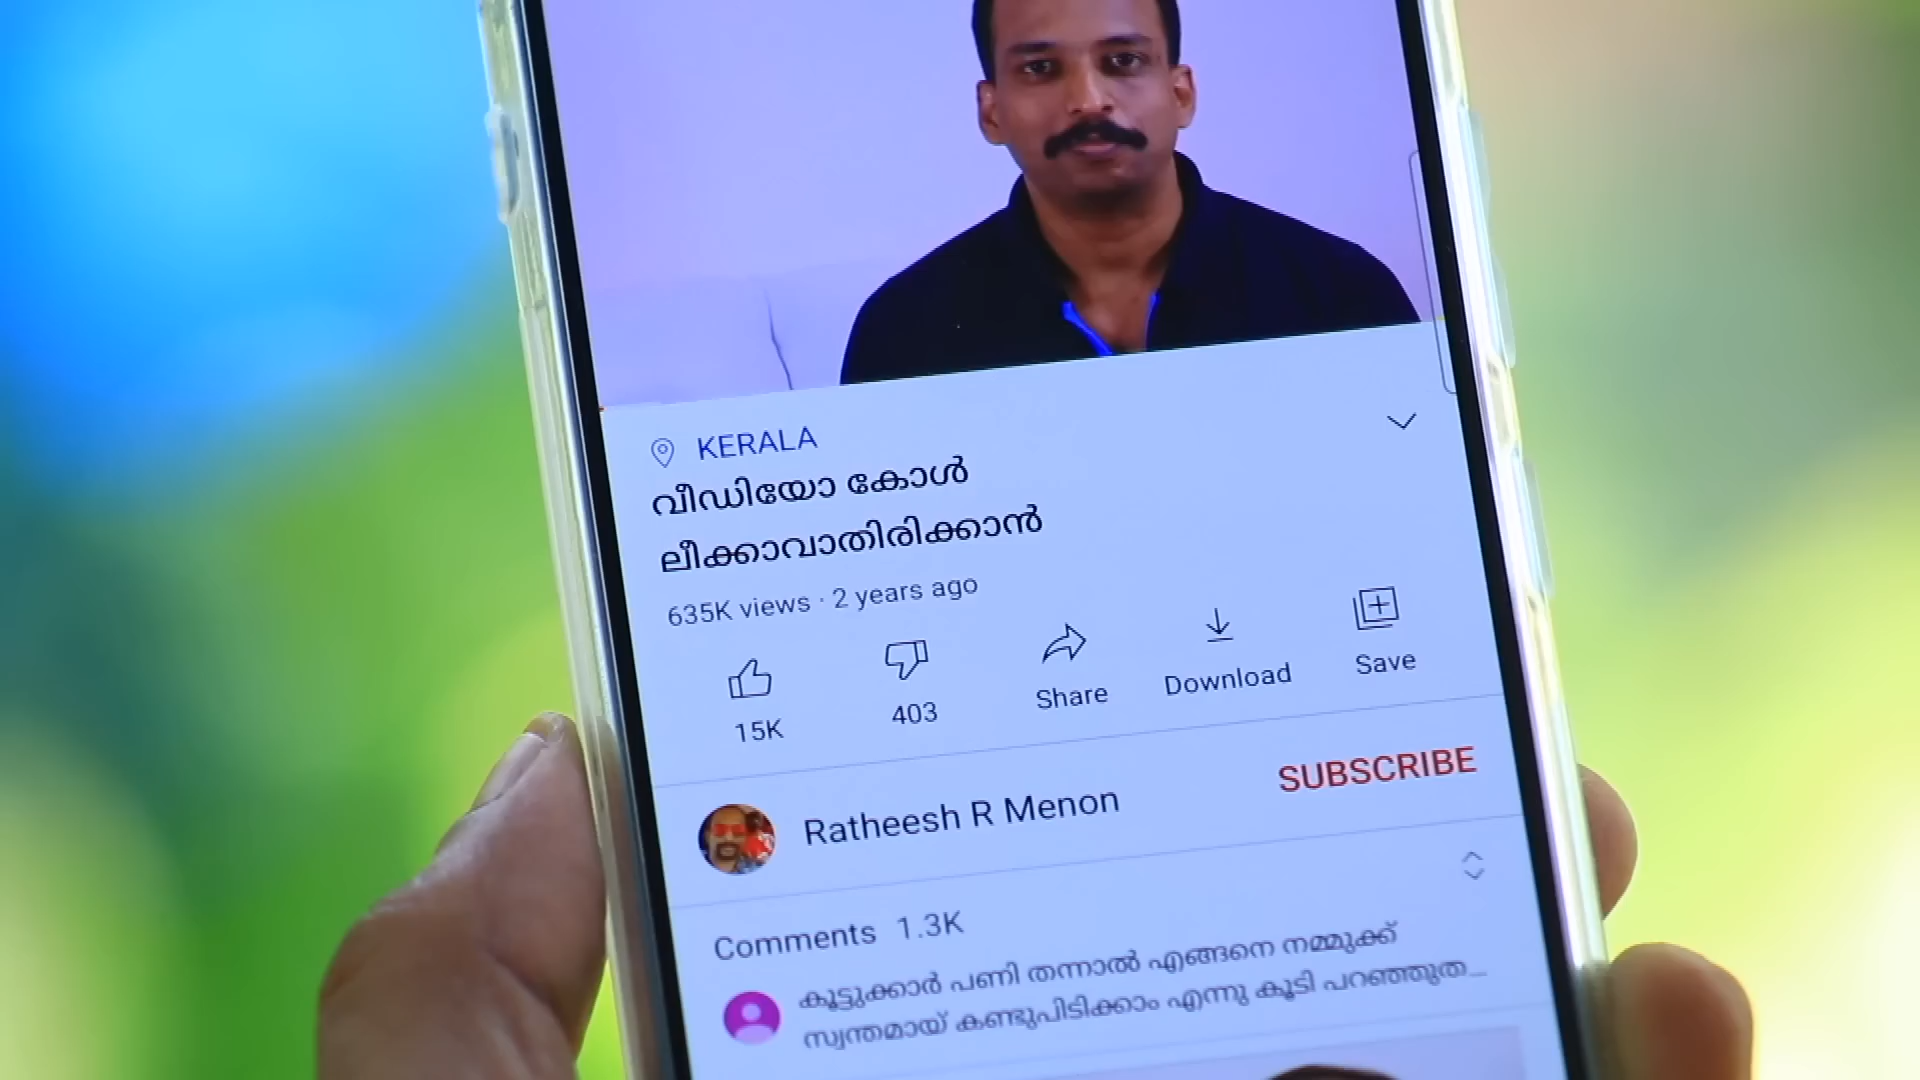 KERALA
വീഡിയോ കോൾ
ലീക്കാവാതിരിക്കാൻ
635K views · 2 years ago
15K
403
Share
Download
Save
Ratheesh R Menon
SUBSCRIBE
Comments 1.3K
കൂട്ടുക്കാർ പണി തന്നാൽ എങ്ങനെ നമ്മുക്ക്
സ്വന്തമായ് കണ്ടുപിടിക്കാം എന്നു കൂടി പറഞ്ഞുത...